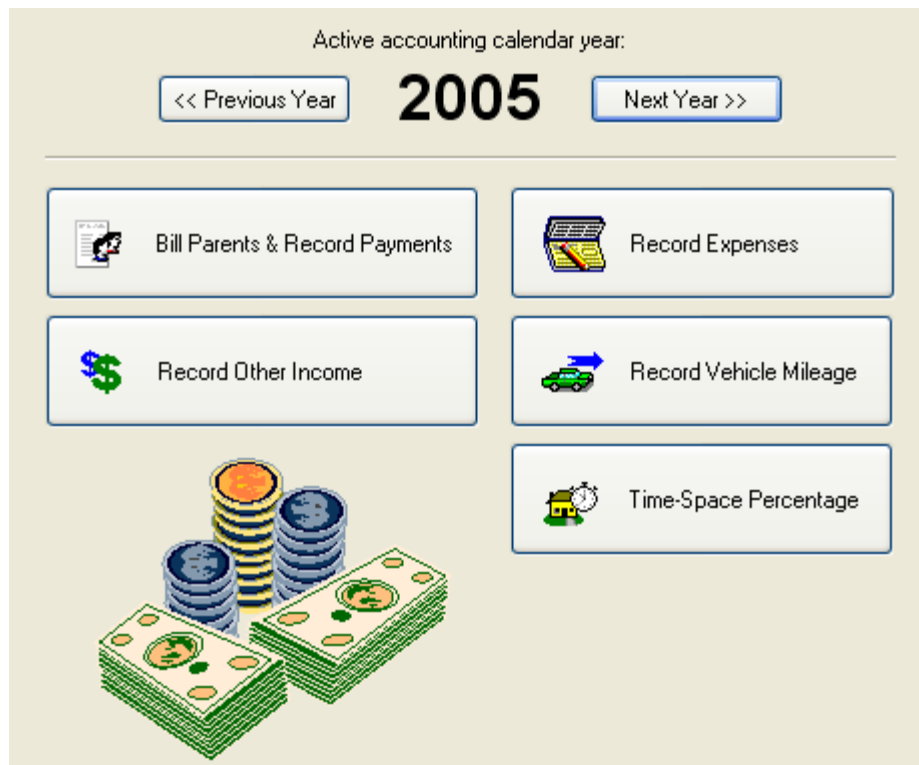 Active accounting calendar year:
<< Previous Year
2005
Next Year >>
Bill Parents & Record Payments
Record Expenses
Record Other Income
Record Vehicle Mileage
Time-Space Percentage